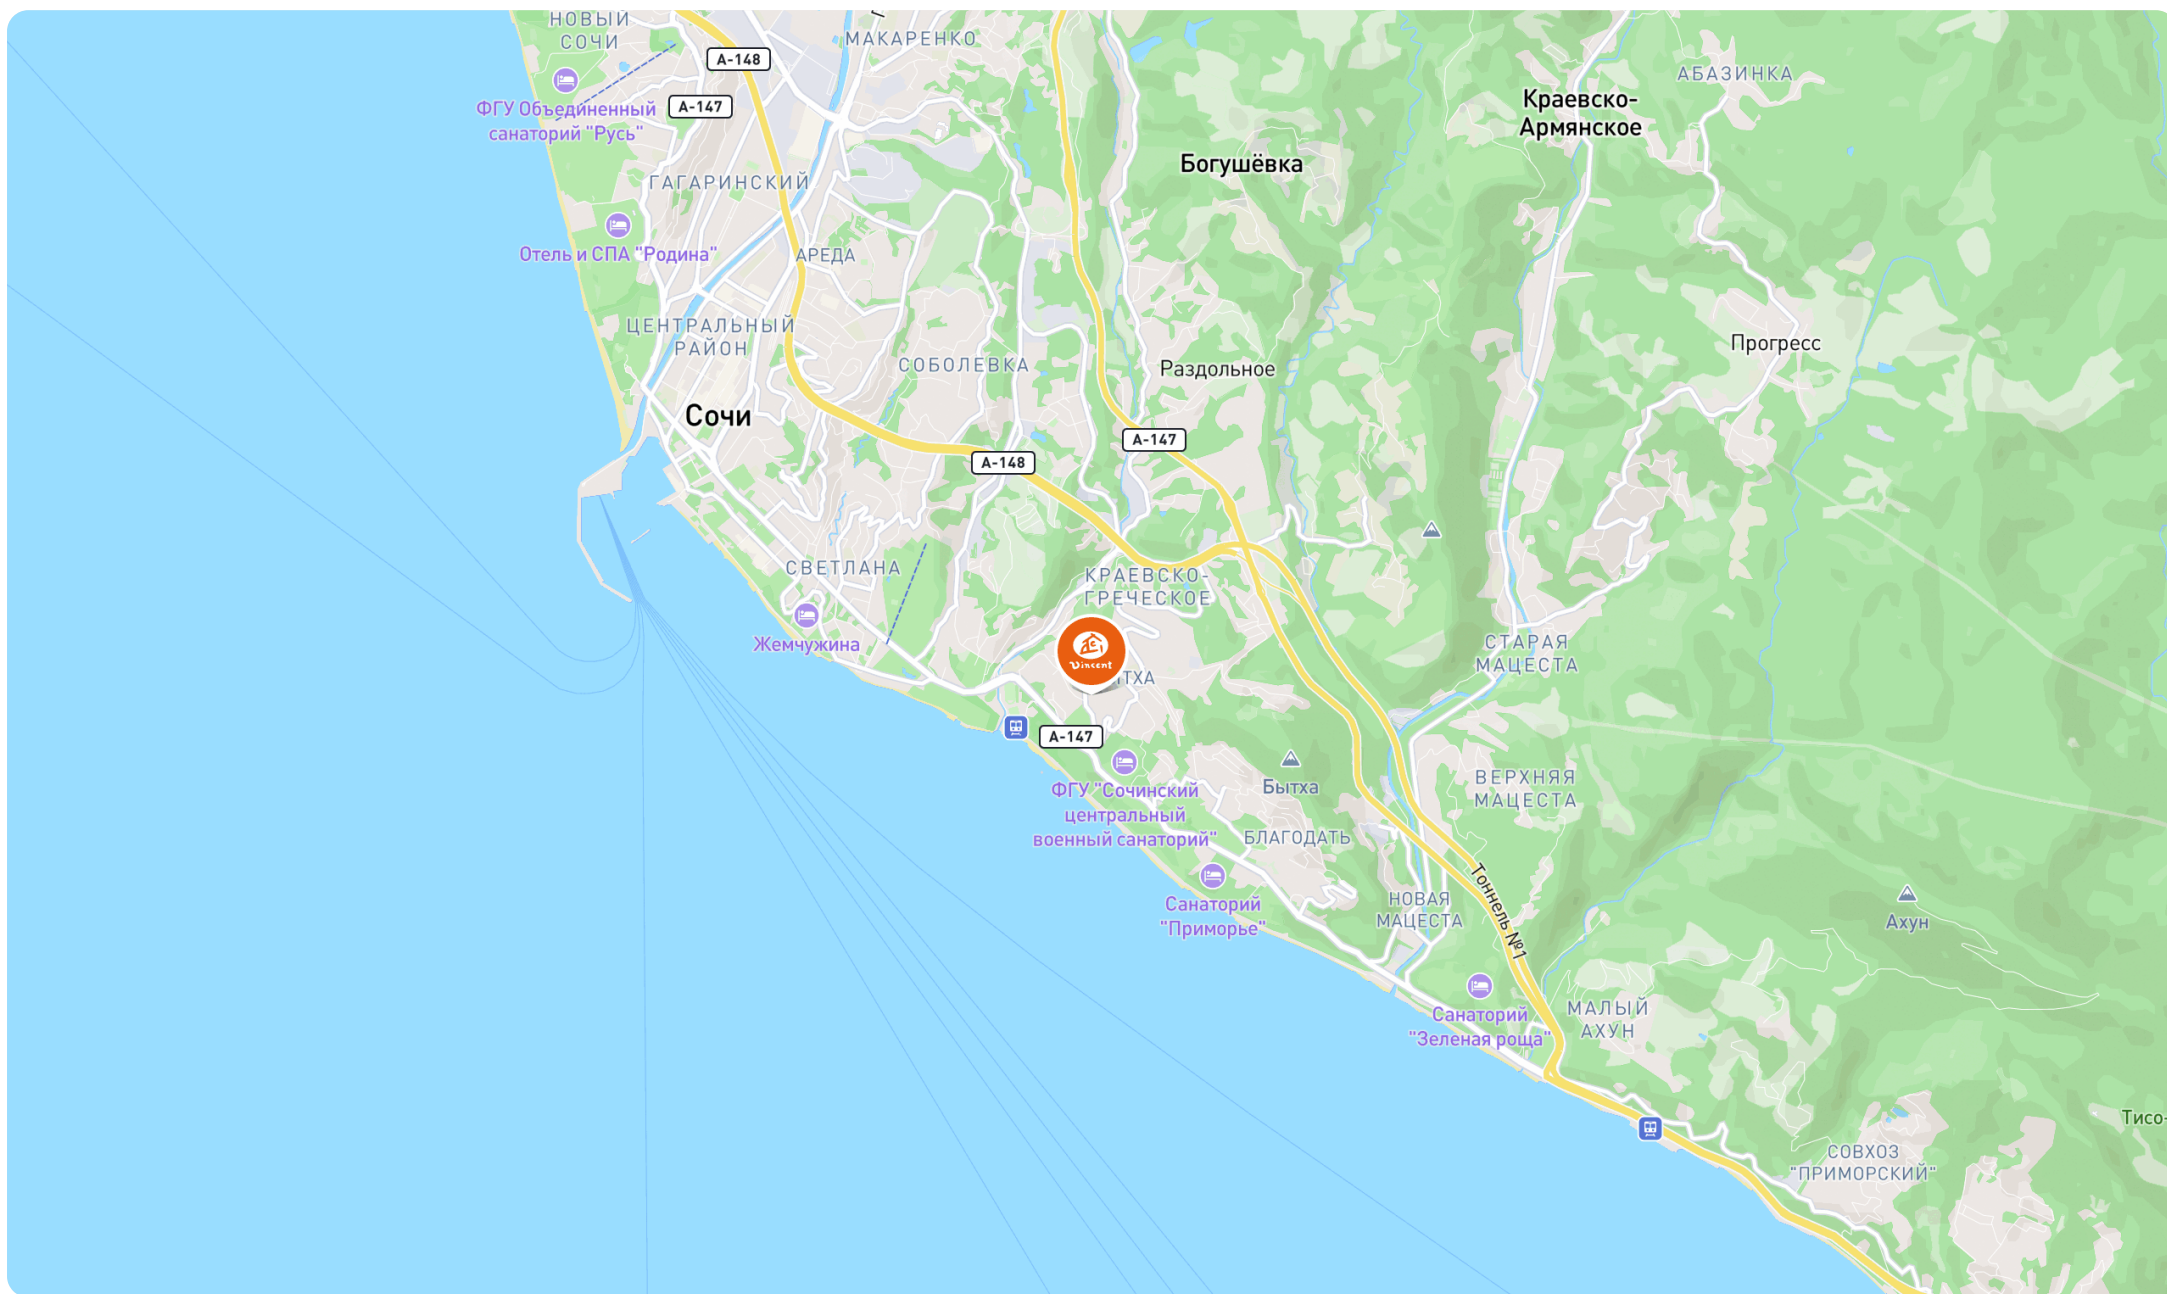 НОВЫЙ
СОЧИ
МАКАРЕНКО
А-148
А-147
ФГУ Объединенный
санаторий "Русь"
АБАЗИНКА
Краевско-
Армянское
Богушёвка
ГАГАРИНСКИЙ
Отель и СПА "Родина"
АРЕДА
ЦЕНТРАЛЬНЫЙ
РАЙОН
СОБОЛЕВКА
Раздольное
Прогресс
Сочи
А-147
А-148
СВЕТЛАНА
КРАЕВСКО-
ГРЕЧЕСКОЕ
Жемчужина
Vincent
ТХА
СТАРАЯ
МАЦЕСТА
А-147
ФГУ "Сочинский
центральный
военный санаторий"
Бытха
ВЕРХНЯЯ
МАЦЕСТА
БЛАГОДАТЬ
Санаторий
"Приморье"
НОВАЯ
МАЦЕСТА
Тоннель №1
Ахун
Санаторий
"Зеленая роща"
МАЛЫЙ
АХУН
Тисо-
СОВХОЗ
"ПРИМОРСКИЙ"